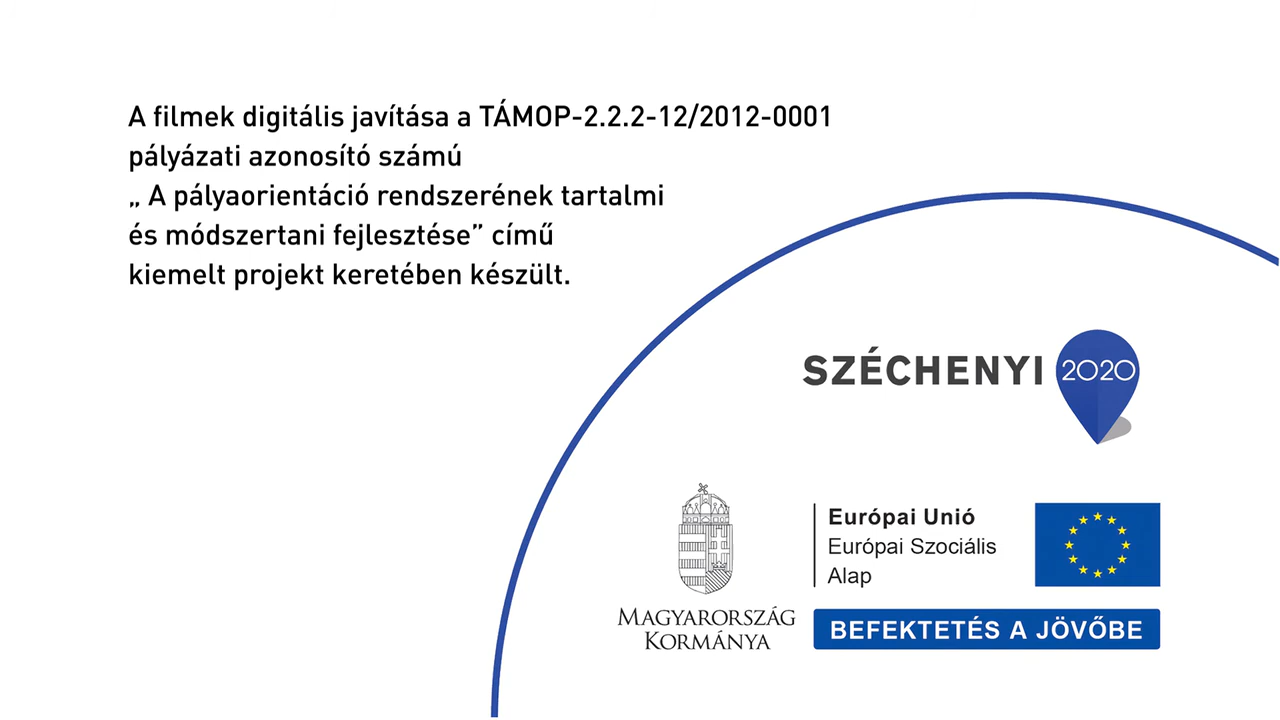 A filmek digitális javítása a TÁMOP-2.2.2-12/2012-0001
pályázati azonosító számú
„ A pályaorientáció rendszerének tartalmi
és módszertani fejlesztése” című
kiemelt projekt keretében készült.
SZÉCHENYI 2020
Európai Unió
Európai Szociális
Alap
MAGYARORSZÁG
KORMÁNYA
BEFEKTETÉS A JÖVŐBE